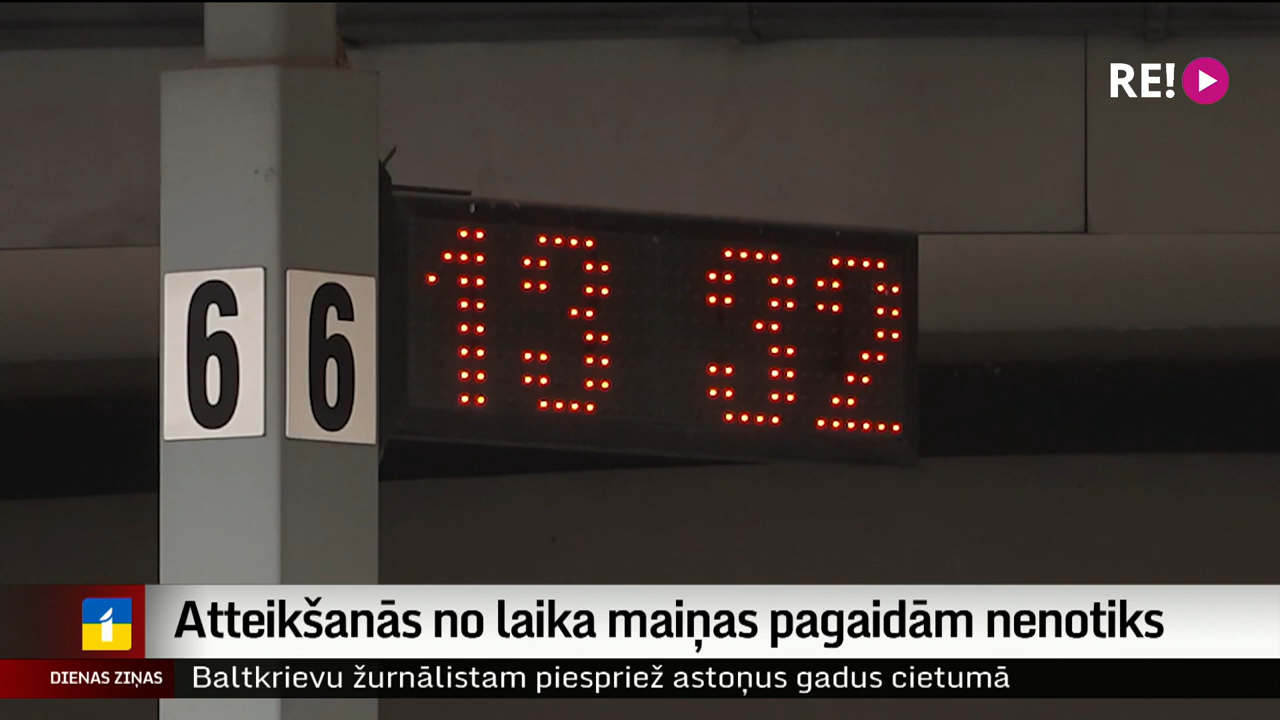 RE!
13 32
6 6
1
Atteikšanās no laika maiņas pagaidām nenotiks
DIENAS ZIŅAS
Baltkrievu žurnālistam piespriež astoņus gadus cietumā